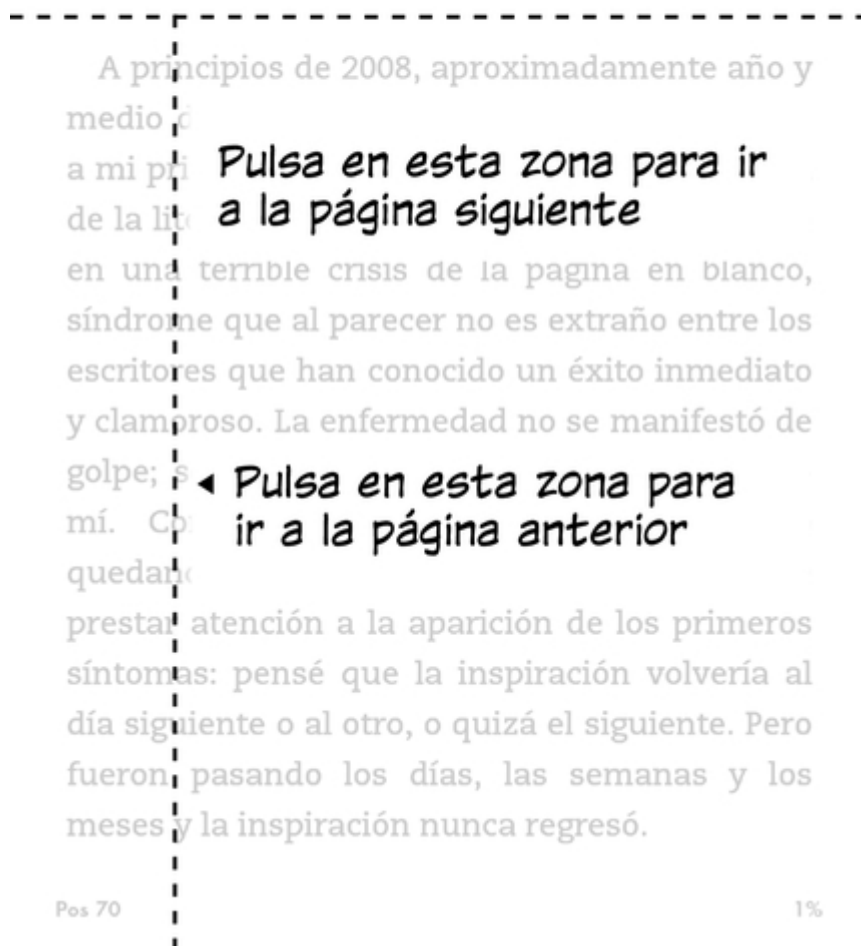 A principios de 2008, aproximadamente año y
medio
a mi
Pulsa en esta zona para ir
a la página siguiente
de la
en una terrible crisis de la página en blanco,
síndrome que al parecer no es extraño entre los
escritores que han conocido un éxito inmediato
y clamoroso. La enfermedad no se manifestó de
golpe;
◄ Pulsa en esta zona para
ir a la página anterior
mí.
prestar atención a la aparición de los primeros
síntomas: pensé que la inspiración volvería al
día siguiente o al otro, o quizá el siguiente. Pero
fueron pasando los días, las semanas y los
meses y la inspiración nunca regresó.
Pos 70 1%